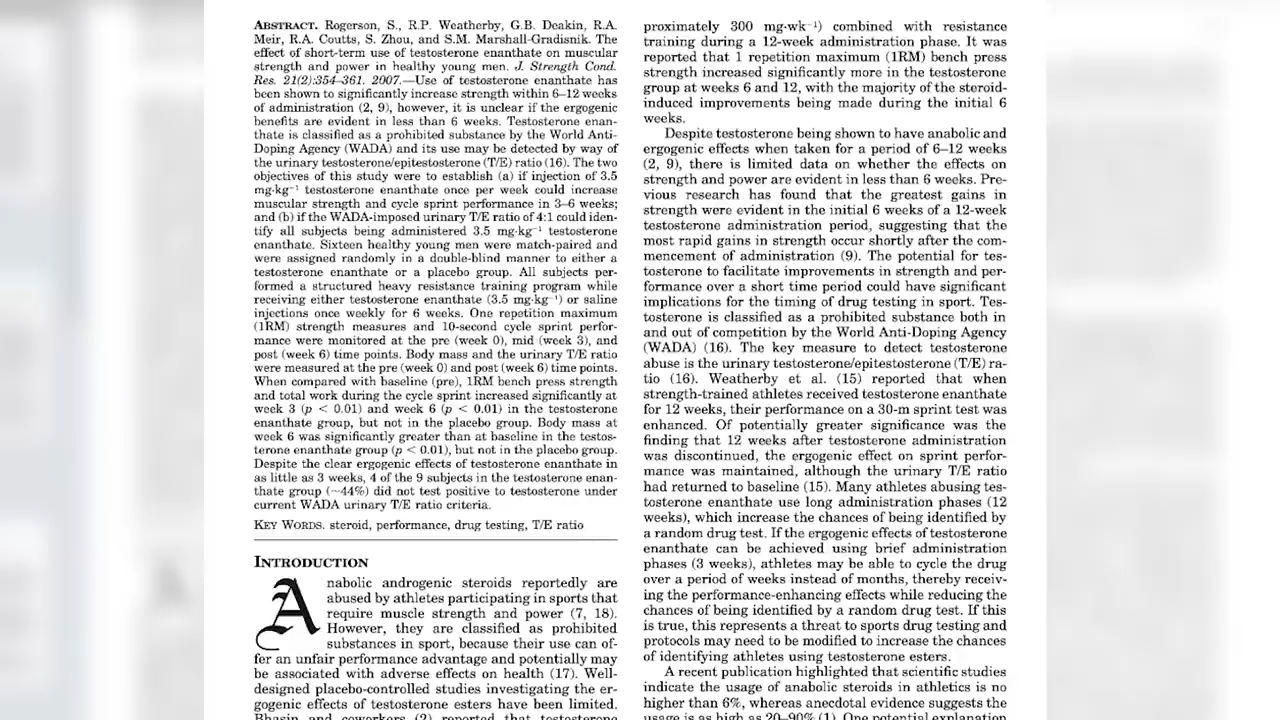 ABSTRACT. Rogerson, S., R.P. Weatherby, G.B. Deakin, R.A.
Meir, R.A. Coutts, S. Zhou, and S.M. Marshall-Gradisnik. The
effect of short-term use of testosterone enanthate on muscular
strength and power in healthy young men. J. Strength Cond.
Res. 21(2):354–361. 2007.—Use of testosterone enanthate has
been shown to significantly increase strength within 6–12 weeks
of administration (2, 9), however, it is unclear if the ergogenic
benefits are evident in less than 6 weeks. Testosterone enan-
thate is classified as a prohibited substance by the World Anti-
Doping Agency (WADA) and its use may be detected by way of
the urinary testosterone/epitestosterone (T/E) ratio (16). The two
objectives of this study were to establish (a) if injection of 3.5
mg·kg⁻¹ testosterone enanthate once per week could increase
muscular strength and cycle sprint performance in 3–6 weeks;
and (b) if the WADA-imposed urinary T/E ratio of 4:1 could iden-
tify all subjects being administered 3.5 mg·kg⁻¹ testosterone
enanthate. Sixteen healthy young men were match-paired and
were assigned randomly in a double-blind manner to either a
testosterone enanthate or a placebo group. All subjects per-
formed a structured heavy resistance training program while
receiving either testosterone enanthate (3.5 mg·kg⁻¹) or saline
injections once weekly for 6 weeks. One repetition maximum
(1RM) strength measures and 10-second cycle sprint perfor-
mance were monitored at the pre (week 0), mid (week 3), and
post (week 6) time points. Body mass and the urinary T/E ratio
were measured at the pre (week 0) and post (week 6) time points.
When compared with baseline (pre), 1RM bench press strength
and total work during the cycle sprint increased significantly at
week 3 (p < 0.01) and week 6 (p < 0.01) in the testosterone
enanthate group, but not in the placebo group. Body mass at
week 6 was significantly greater than at baseline in the testos-
terone enanthate group (p < 0.01), but not in the placebo group.
Despite the clear ergogenic effects of testosterone enanthate in
as little as 3 weeks, 4 of the 9 subjects in the testosterone enan-
thate group (~44%) did not test positive to testosterone under
current WADA urinary T/E ratio criteria.
KEY WORDS. steroid, performance, drug testing, T/E ratio
INTRODUCTION
Anabolic androgenic steroids reportedly are
abused by athletes participating in sports that
require muscle strength and power (7, 18).
However, they are classified as prohibited
substances in sport, because their use can of-
fer an unfair performance advantage and potentially may
be associated with adverse effects on health (17). Well-
designed placebo-controlled studies investigating the er-
gogenic effects of testosterone esters have been limited.
Bhasin and coworkers (2) reported that testosterone
proximately 300 mg·wk⁻¹) combined with resistance
training during a 12-week administration phase. It was
reported that 1 repetition maximum (1RM) bench press
strength increased significantly more in the testosterone
group at weeks 6 and 12, with the majority of the steroid-
induced improvements being made during the initial 6
weeks.
Despite testosterone being shown to have anabolic and
ergogenic effects when taken for a period of 6–12 weeks
(2, 9), there is limited data on whether the effects on
strength and power are evident in less than 6 weeks. Pre-
vious research has found that the greatest gains in
strength were evident in the initial 6 weeks of a 12-week
testosterone administration period, suggesting that the
most rapid gains in strength occur shortly after the com-
mencement of administration (9). The potential for tes-
tosterone to facilitate improvements in strength and per-
formance over a short time period could have significant
implications for the timing of drug testing in sport. Tes-
tosterone is classified as a prohibited substance both in
and out of competition by the World Anti-Doping Agency
(WADA) (16). The key measure to detect testosterone
abuse is the urinary testosterone/epitestosterone (T/E) ra-
tio (16). Weatherby et al. (15) reported that when
strength-trained athletes received testosterone enanthate
for 12 weeks, their performance on a 30-m sprint test was
enhanced. Of potentially greater significance was the
finding that 12 weeks after testosterone administration
was discontinued, the ergogenic effect on sprint perfor-
mance was maintained, although the urinary T/E ratio
had returned to baseline (15). Many athletes abusing tes-
tosterone enanthate use long administration phases (12
weeks), which increase the chances of being identified by
a random drug test. If the ergogenic effects of testosterone
enanthate can be achieved using brief administration
phases (3 weeks), athletes may be able to cycle the drug
over a period of weeks instead of months, thereby receiv-
ing the performance-enhancing effects while reducing the
chances of being identified by a random drug test. If this
is true, this represents a threat to sports drug testing and
protocols may need to be modified to increase the chances
of identifying athletes using testosterone esters.
A recent publication highlighted that scientific studies
indicate the usage of anabolic steroids in athletics is no
higher than 6%, whereas anecdotal evidence suggests the
usage is as high as 20–90% (1). One potential explanation